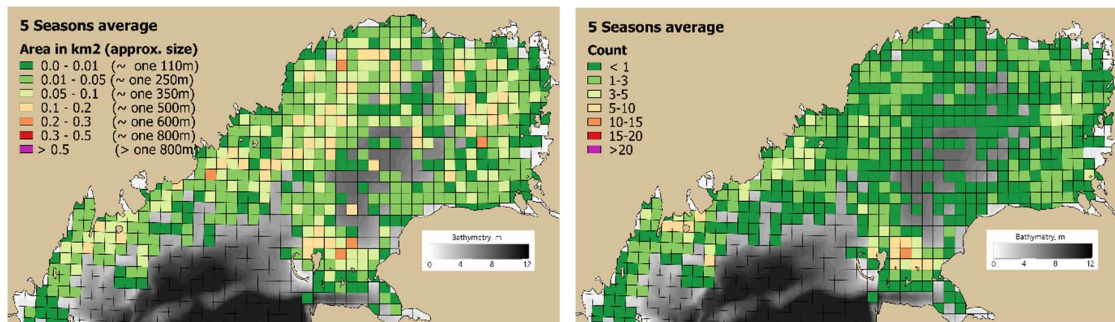 5 Seasons average
Area in km2 (approx. size)
0.0 - 0.01 (~ one 110m)
0.01 - 0.05 (~ one 250m)
0.05 - 0.1 (~ one 350m)
0.1 - 0.2 (~ one 500m)
0.2 - 0.3 (~ one 600m)
0.3 - 0.5 (~ one 800m)
> 0.5 (> one 800m)
Bathymetry, m
0 4 8 12
5 Seasons average
Count
< 1
1-3
3-5
5-10
10-15
15-20
>20
Bathymetry, m
0 4 8 12